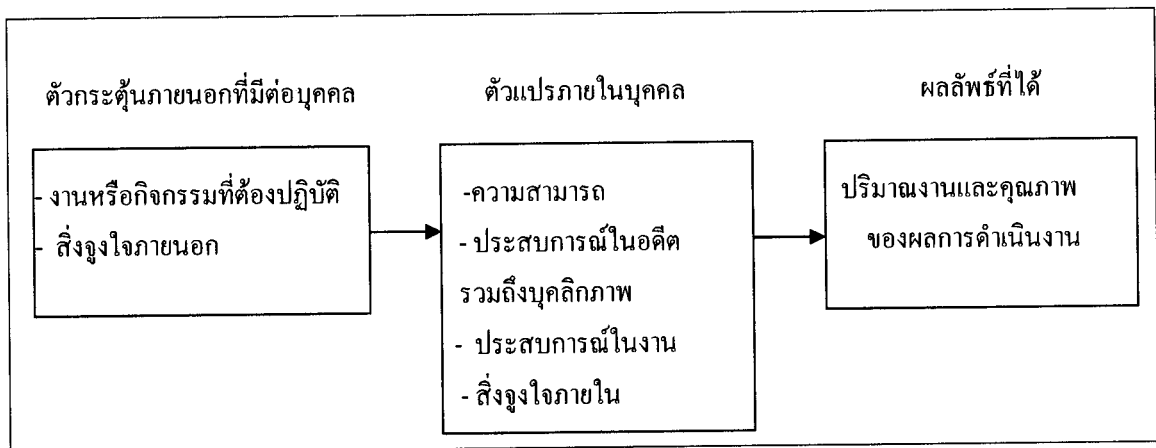 ตัวกระตุ้นภายนอกที่มีต่อบุคคล
- งานหรือกิจกรรมที่ต้องปฏิบัติ
- สิ่งจูงใจภายนอก
ตัวแปรภายในบุคคล
-ความสามารถ
- ประสบการณ์ในอดีต
รวมถึงบุคลิกภาพ
- ประสบการณ์ในงาน
- สิ่งจูงใจภายใน
ผลลัพธ์ที่ได้
ปริมาณงานและคุณภาพ
ของผลการดำเนินงาน